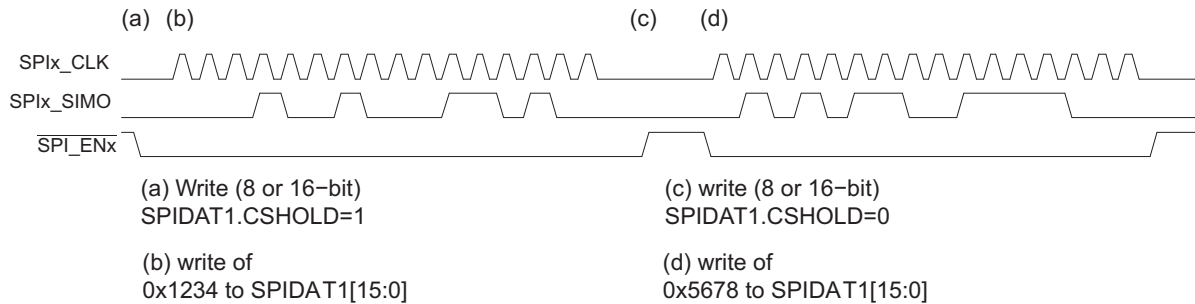 (a) (b) (c) (d)
SPIx_CLK
SPIx_SIMO
SPI_ENx
(a) Write (8 or 16−bit)
SPIDAT1.CSHOLD=1
(c) write (8 or 16−bit)
SPIDAT1.CSHOLD=0
(b) write of
0x1234 to SPIDAT1[15:0]
(d) write of
0x5678 to SPIDAT1[15:0]